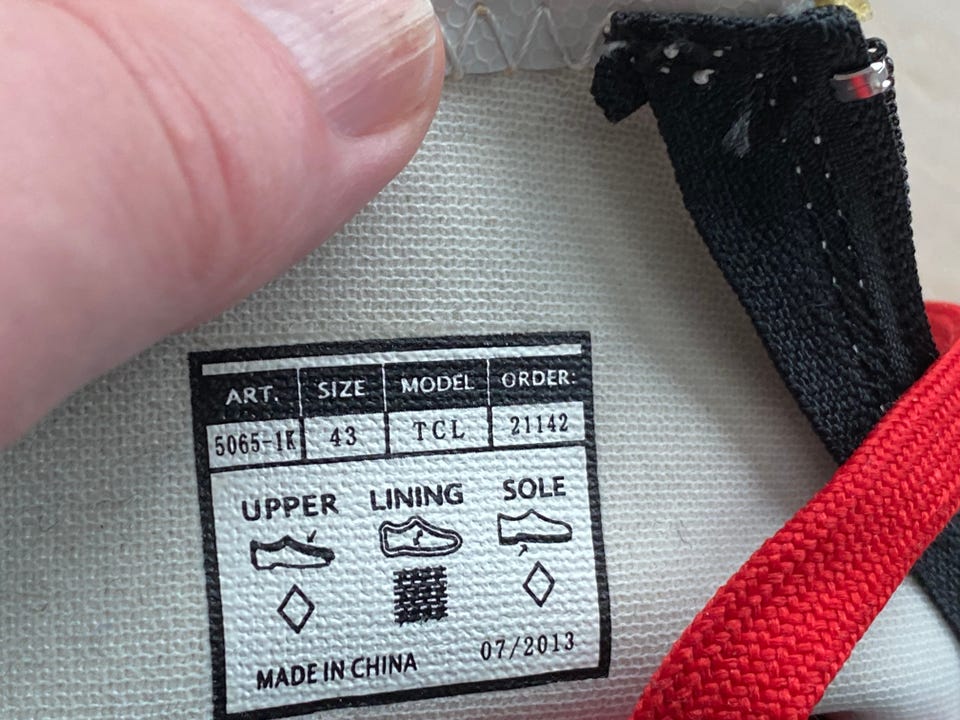 ART. SIZE MODEL ORDER:
5065-1K 43 TCL 21142
UPPER LINING SOLE
MADE IN CHINA 07/2013